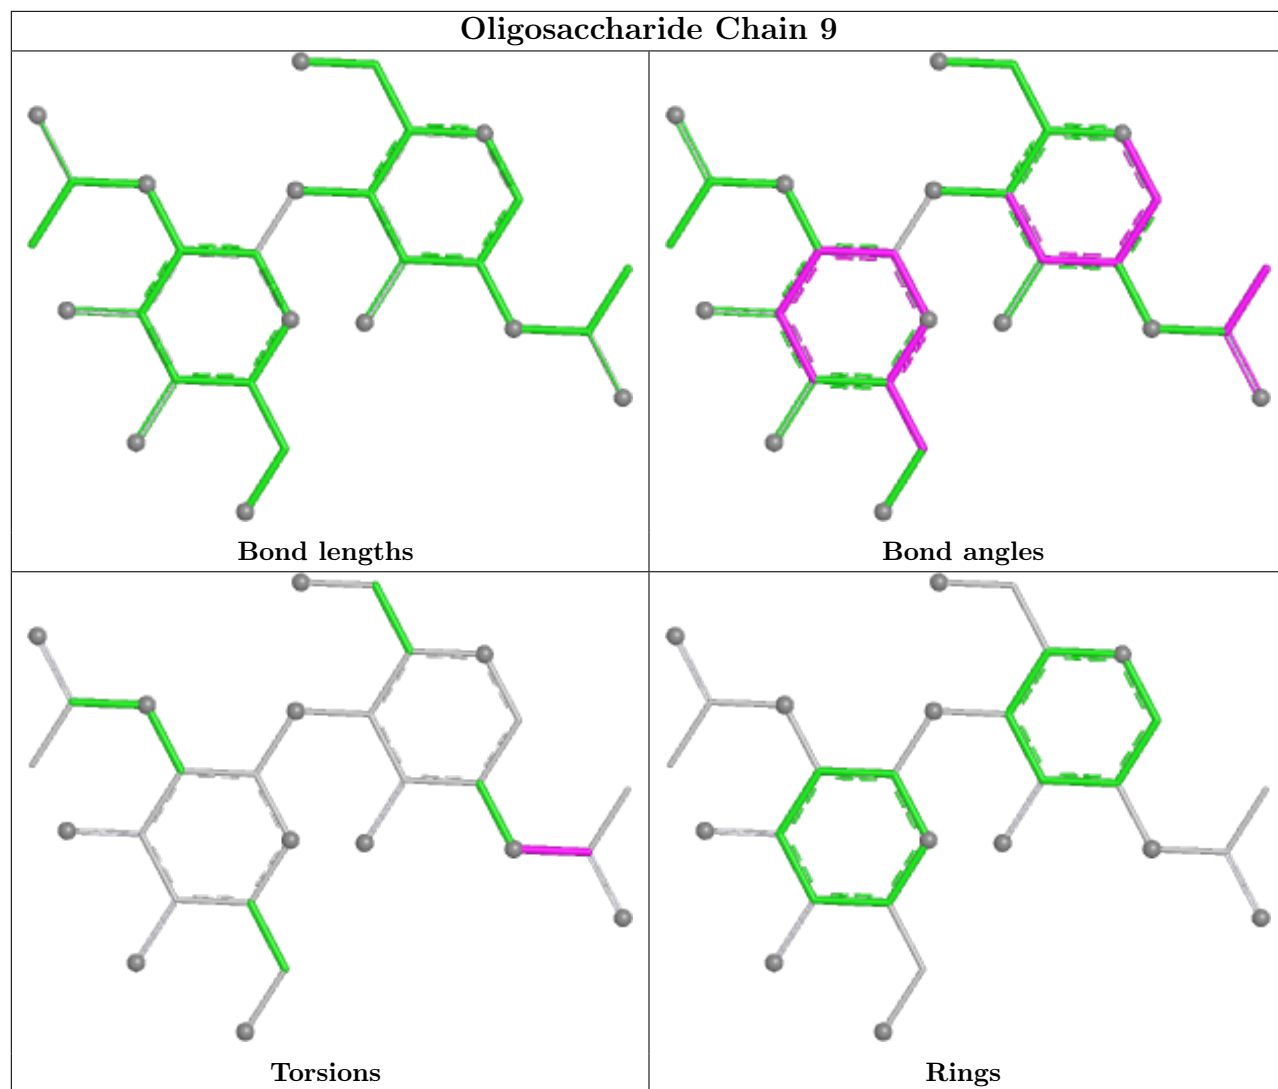 Oligosaccharide Chain 9
Bond lengths
Bond angles
Torsions
Rings